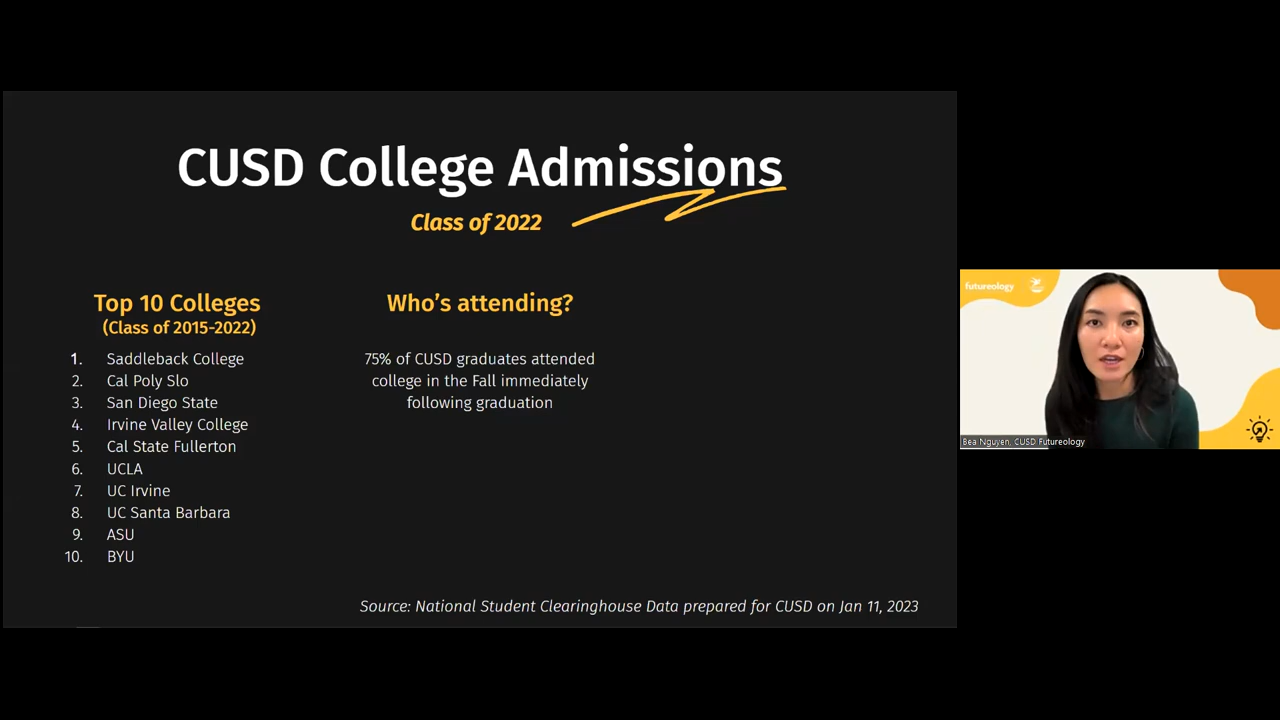 CUSD College Admissions
Class of 2022
Top 10 Colleges
(Class of 2015-2022)
1. Saddleback College
2. Cal Poly Slo
3. San Diego State
4. Irvine Valley College
5. Cal State Fullerton
6. UCLA
7. UC Irvine
8. UC Santa Barbara
9. ASU
10. BYU
Who's attending?
75% of CUSD graduates attended
college in the Fall immediately
following graduation
Source: National Student Clearinghouse Data prepared for CUSD on Jan 11, 2023
futureology
Bea Nguyen, CUSD Futureology